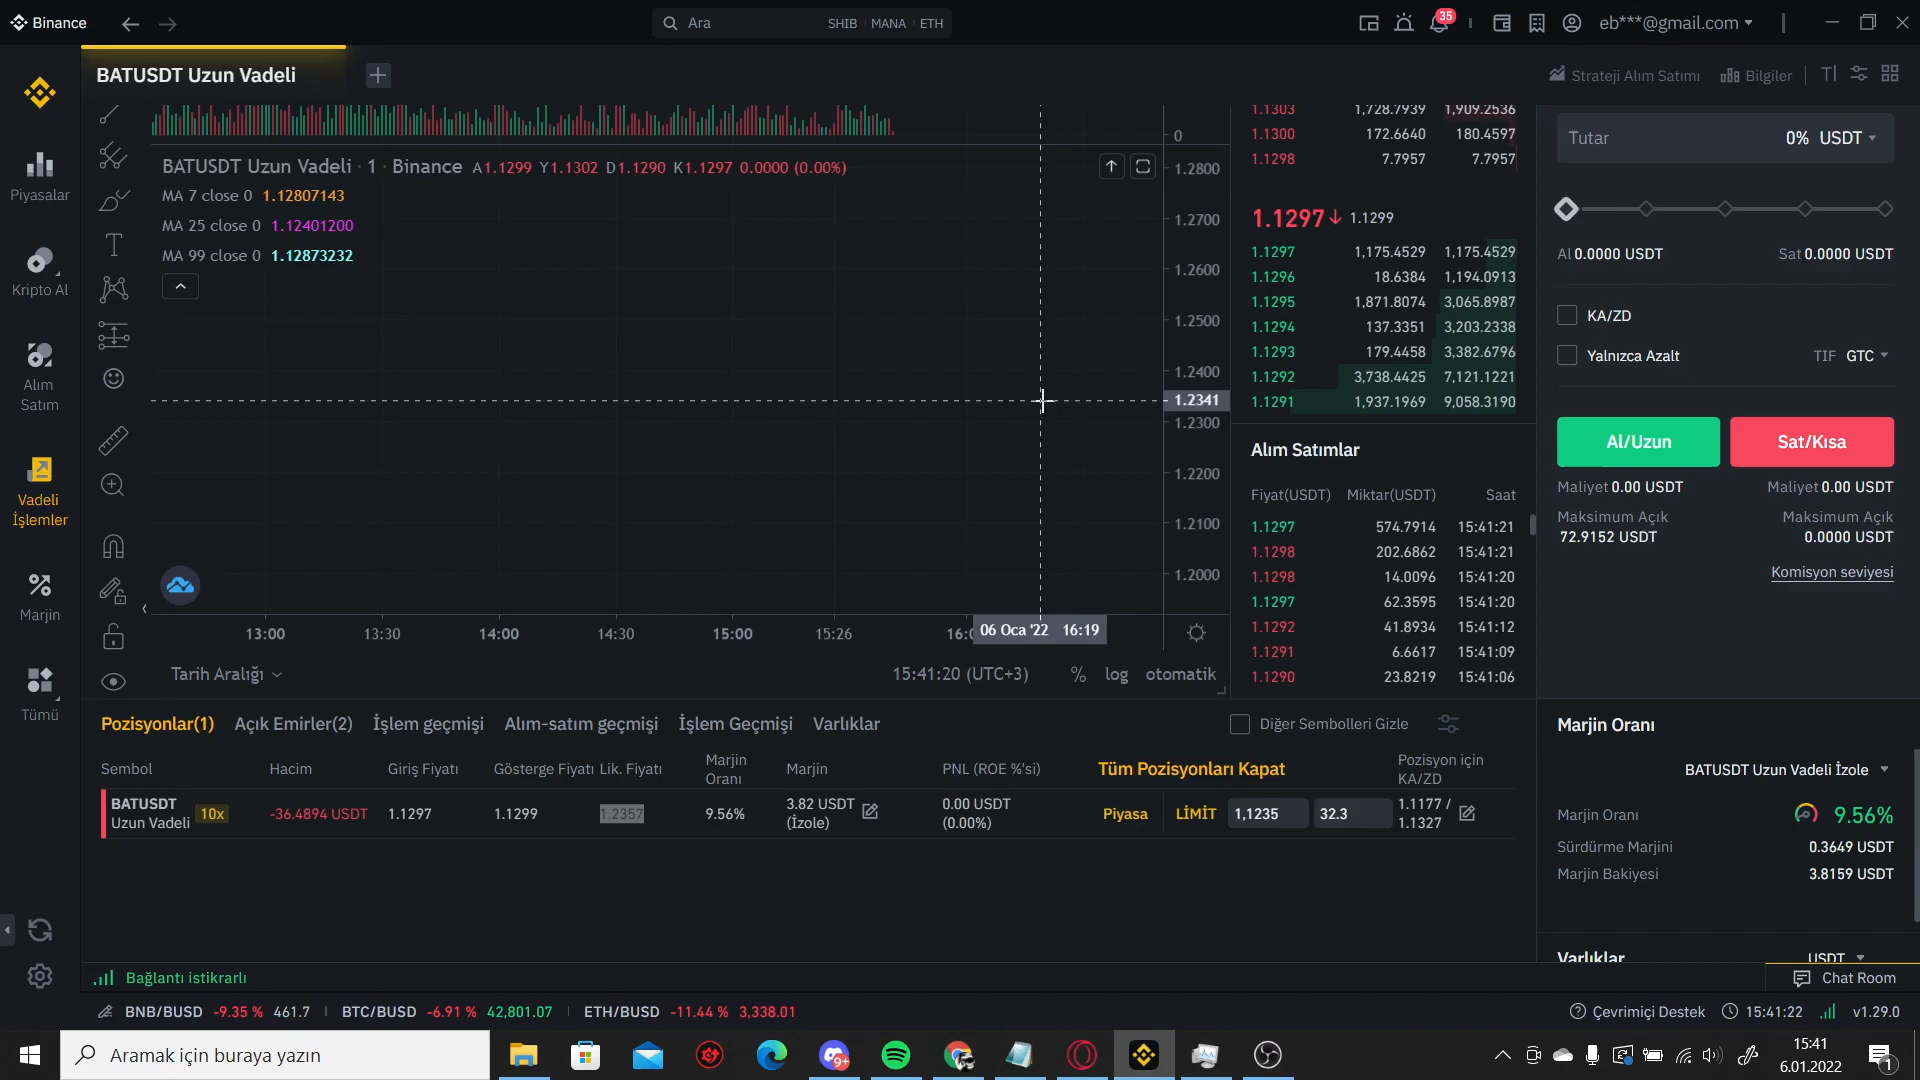 Binance
Ara SHIB MANA ETH
35
eb***@gmail.com
BATUSDT Uzun Vadeli
Strateji Alım Satımı Bilgiler
Piyasalar
Kripto Al
Alım
Satım
Vadeli
İşlemler
Marjin
Tümü
BATUSDT Uzun Vadeli · 1 · Binance A1.1299 Y1.1302 D1.1290 K1.1297 0.0000 (0.00%)
MA 7 close 0 1.12807143
MA 25 close 0 1.12401200
MA 99 close 0 1.12873232
0
1.2800
1.2700
1.2600
1.2500
1.2400
1.2341
1.2300
1.2200
1.2100
1.2000
13:00 13:30 14:00 14:30 15:00 15:26 16:0 06 Oca '22 16:19
Tarih Aralığı 15:41:20 (UTC+3) % log otomatik
1.1303 1,728.7939 1,909.2536
1.1300 172.6640 180.4597
1.1298 7.7957 7.7957
1.1297 1.1299
1.1297 1,175.4529 1,175.4529
1.1296 18.6384 1,194.0913
1.1295 1,871.8074 3,065.8987
1.1294 137.3351 3,203.2338
1.1293 179.4458 3,382.6796
1.1292 3,738.4425 7,121.1221
1.1291 1,937.1969 9,058.3190
Alım Satımlar
Fiyat(USDT) Miktar(USDT) Saat
1.1297 574.7914 15:41:21
1.1298 202.6862 15:41:21
1.1298 14.0096 15:41:20
1.1297 62.3595 15:41:20
1.1292 41.8934 15:41:12
1.1291 6.6617 15:41:09
1.1290 23.8219 15:41:06
Tutar 0% USDT
Al 0.0000 USDT Sat 0.0000 USDT
KA/ZD
Yalnızca Azalt TIF GTC
Al/Uzun Sat/Kısa
Maliyet 0.00 USDT Maliyet 0.00 USDT
Maksimum Açık Maksimum Açık
72.9152 USDT 0.0000 USDT
Komisyon seviyesi
Pozisyonlar(1) Açık Emirler(2) İşlem geçmişi Alım-satım geçmişi İşlem Geçmişi Varlıklar Diğer Sembolleri Gizle
Sembol Hacim Giriş Fiyatı Gösterge Fiyatı Lik. Fiyatı Marjin Oranı Marjin PNL (ROE %'si) Tüm Pozisyonları Kapat Pozisyon için KA/ZD
BATUSDT Uzun Vadeli 10x -36.4894 USDT 1.1297 1.1299 1.2357 9.56% 3.82 USDT (İzole) 0.00 USDT (0.00%) Piyasa LİMİT 1,1235 32.3 1.1177 / 1.1327
Marjin Oranı
BATUSDT Uzun Vadeli İzole
Marjin Oranı 9.56%
Sürdürme Marjini 0.3649 USDT
Marjin Bakiyesi 3.8159 USDT
Varlıklar USDT
Bağlantı istikrarlı
Chat Room
BNB/BUSD -9.35 % 461.7 BTC/BUSD -6.91 % 42,801.07 ETH/BUSD -11.44 % 3,338.01
Çevrimiçi Destek 15:41:22 v1.29.0
Aramak için buraya yazın
9+
15:41
6.01.2022
1